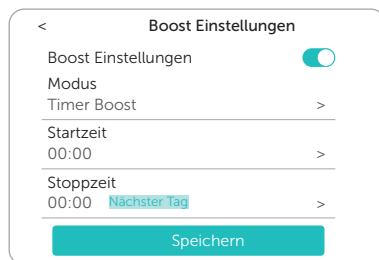 < Boost Einstellungen
Boost Einstellungen
Modus
Timer Boost >
Startzeit
00:00 >
Stoppzeit
00:00 Nächster Tag >
Speichern